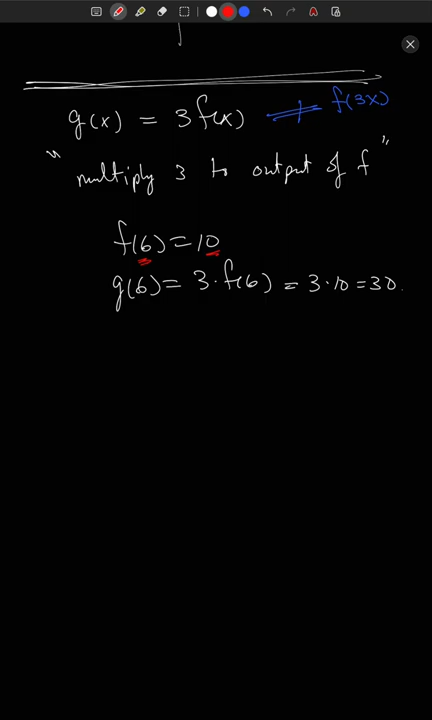 g(x) = 3f(x) ≠ f(3x)
"multiply 3 to output of f"
f(6) = 10
g(6) = 3·f(6) = 3·10 = 30.